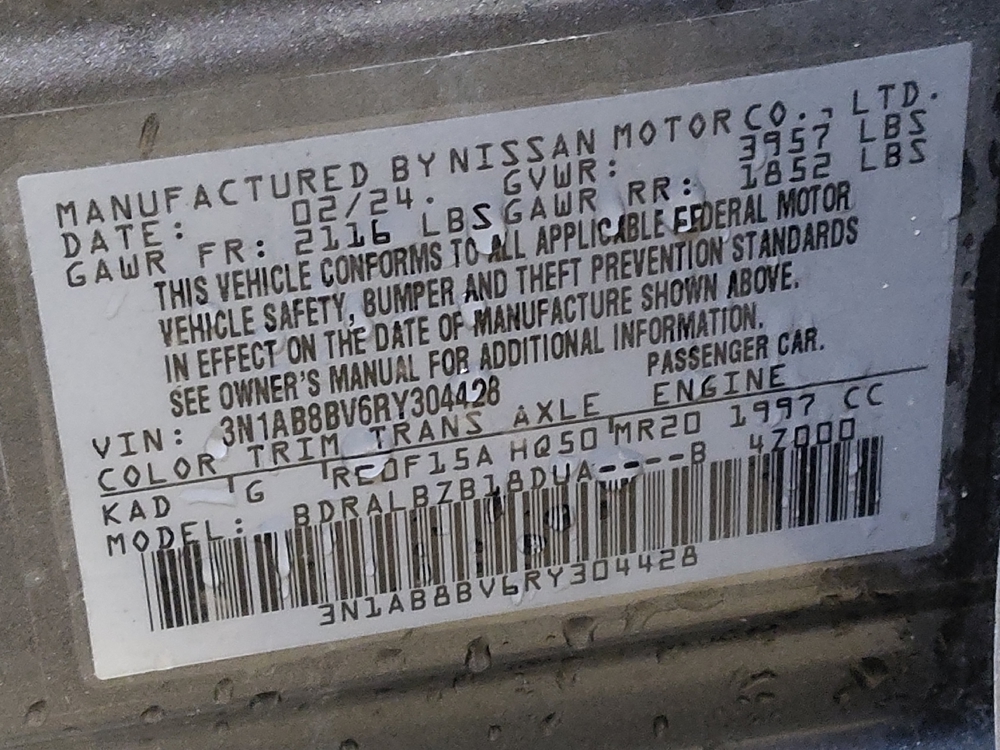 MANUFACTURED BY NISSAN MOTOR CO., LTD.
DATE: 02/24. GVWR: 3957 LBS
GAWR FR: 2116 LBS GAWR RR: 1852 LBS
THIS VEHICLE CONFORMS TO ALL APPLICABLE FEDERAL MOTOR
VEHICLE SAFETY, BUMPER AND THEFT PREVENTION STANDARDS
IN EFFECT ON THE DATE OF MANUFACTURE SHOWN ABOVE.
SEE OWNER'S MANUAL FOR ADDITIONAL INFORMATION.
VIN: 3N1AB8BV6RY304428 PASSENGER CAR.
COLOR TRIM TRANS AXLE ENGINE
KAD G RE0F15A HQ50 MR20 1997 CC
MODEL: BDRALBZB18DUA----B 4Z000
3N1AB8BV6RY304428